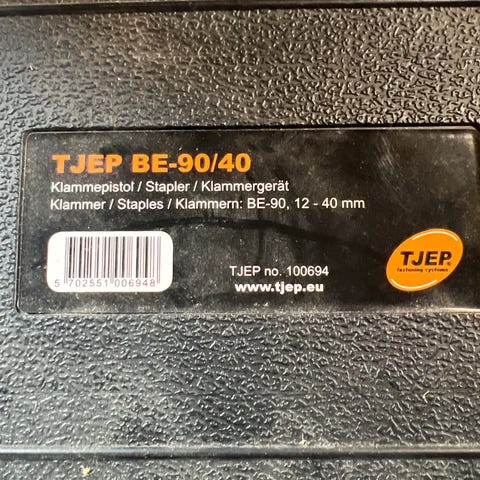 TJEP BE-90/40
Klammepistol / Stapler / Klammergerät
Klammer / Staples / Klammern: BE-90, 12 - 40 mm
5 702551 006948
TJEP no. 100694
www.tjep.eu
TJEP®
fastening systems